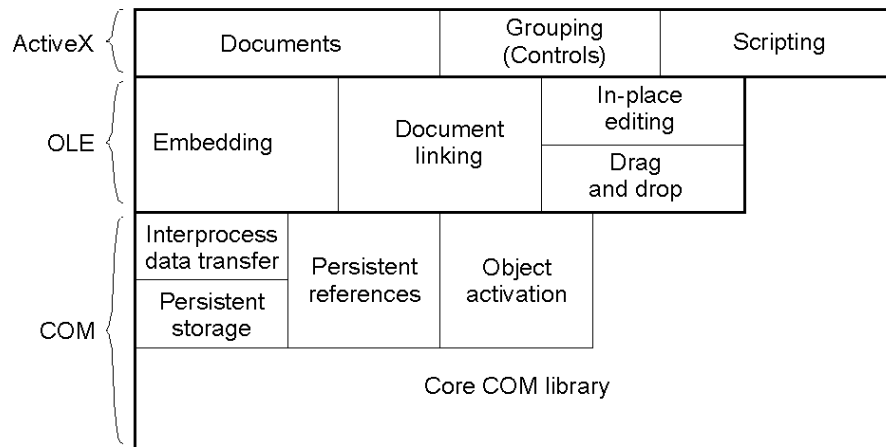 ActiveX
Documents
Grouping
(Controls)
Scripting
OLE
Embedding
Document
linking
In-place
editing
Drag
and drop
COM
Interprocess
data transfer
Persistent
storage
Persistent
references
Object
activation
Core COM library